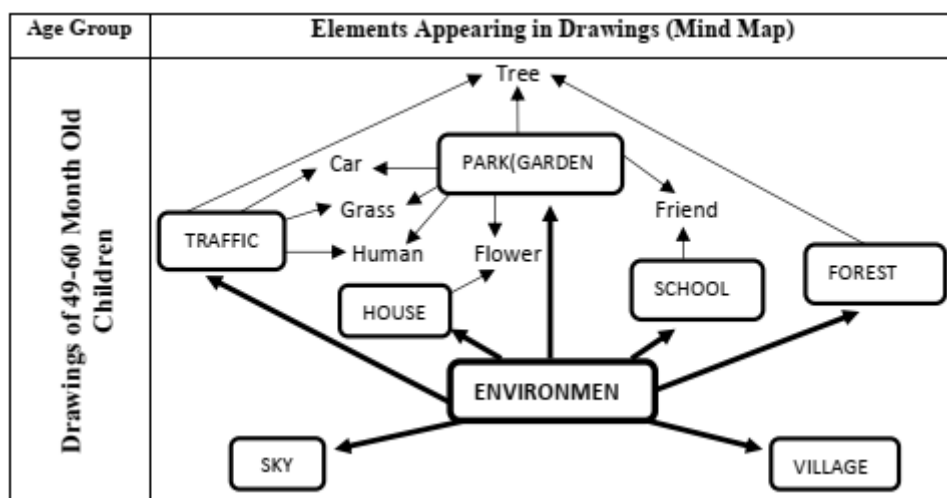 Age Group
Elements Appearing in Drawings (Mind Map)
Drawings of 49-60 Month Old
Children
Tree
PARK(GARDEN
Car
Grass
Friend
TRAFFIC
Human
Flower
FOREST
SCHOOL
HOUSE
ENVIRONMEN
SKY
VILLAGE